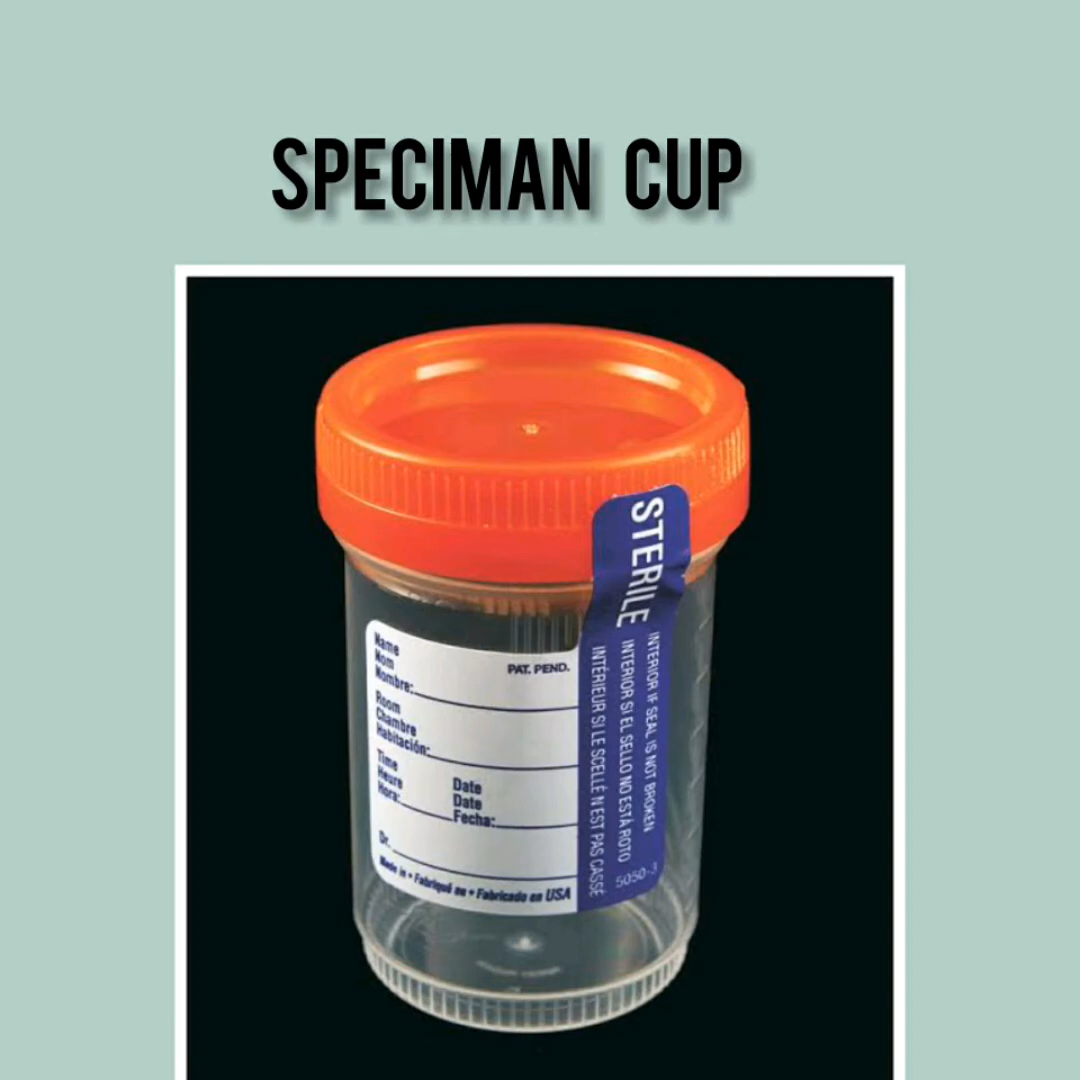 SPECIMAN CUP
STERILE
INTERIOR IF SEAL IS NOT BROKEN
INTERIOR SI EL SELLO NO ESTÁ ROTO
INTÉRIEUR SI LE SCELLÉ N'EST PAS CASSÉ
5050-3
Name
Nom
Nombre:
PAT. PEND.
Room
Chambre
Habitación:
Time
Heure
Hora:
Date
Date
Fecha:
Dr.
Made in • Fabriqué au • Fabricado en USA